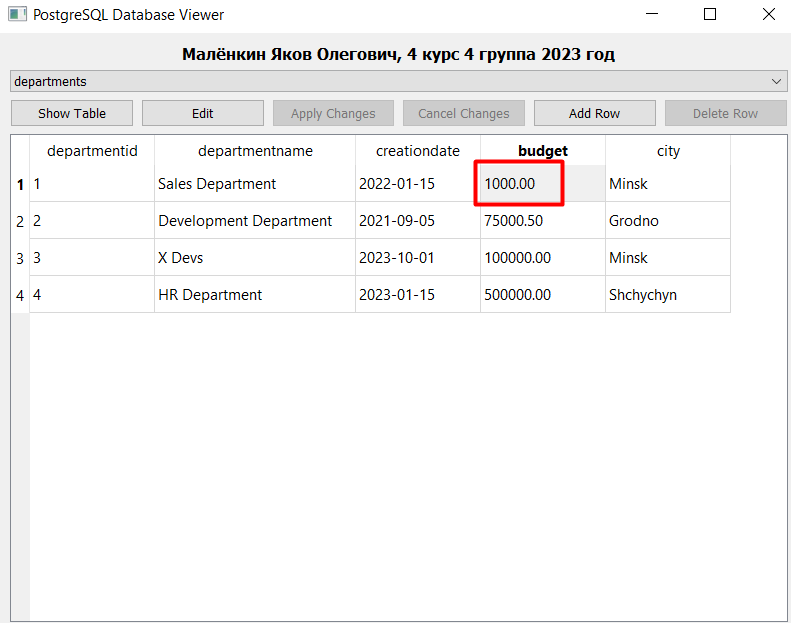 PostgreSQL Database Viewer
Малёнкин Яков Олегович, 4 курс 4 группа 2023 год
departments
Show Table Edit Apply Changes Cancel Changes Add Row Delete Row
departmentid departmentname creationdate budget city
1 1 Sales Department 2022-01-15 1000.00 Minsk
2 2 Development Department 2021-09-05 75000.50 Grodno
3 3 X Devs 2023-10-01 100000.00 Minsk
4 4 HR Department 2023-01-15 500000.00 Shchychyn